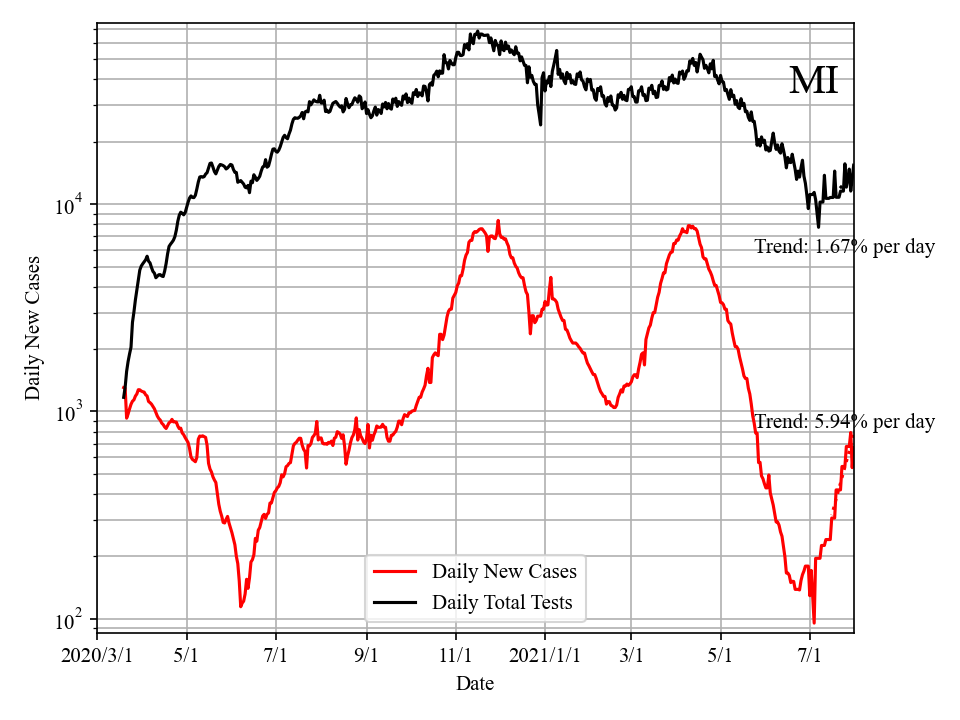 MI
10^4
Trend: 1.67% per day
Daily New Cases
10^3
Trend: 5.94% per day
Daily New Cases
Daily Total Tests
10^2
2020/3/1 5/1 7/1 9/1 11/1 2021/1/1 3/1 5/1 7/1
Date